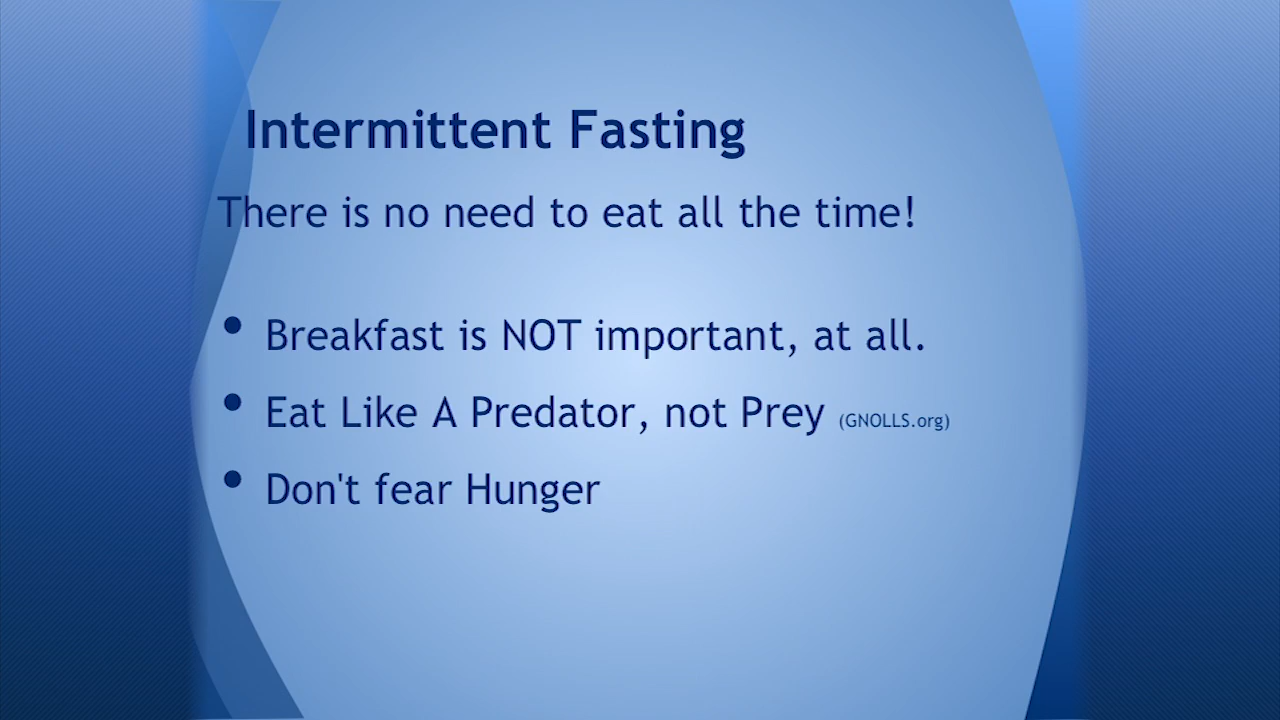 Intermittent Fasting
There is no need to eat all the time!
• Breakfast is NOT important, at all.
• Eat Like A Predator, not Prey (GNOLLS.org)
• Don't fear Hunger